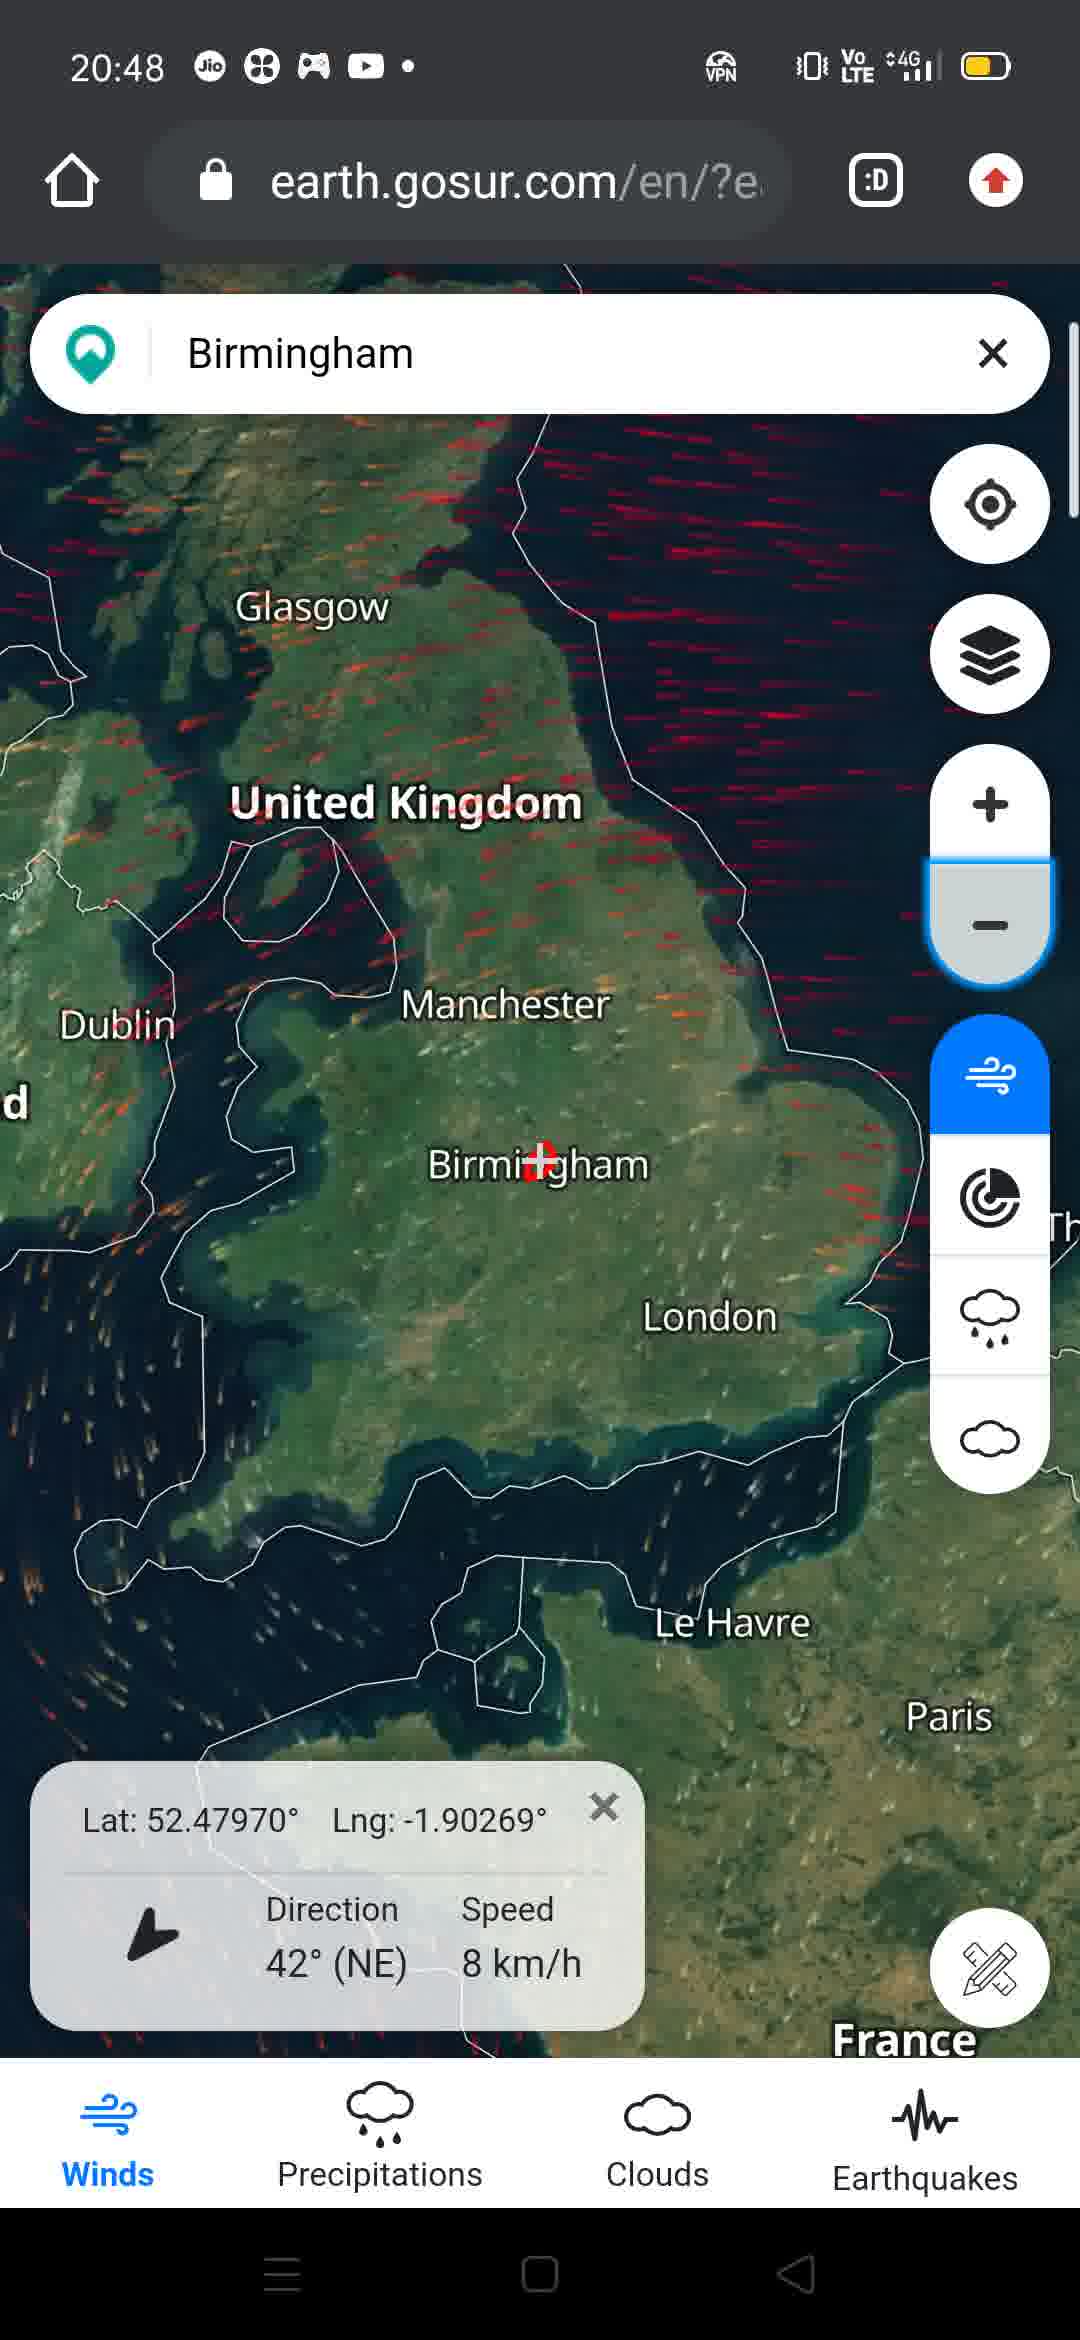 20:48
Jio
VPN
Vo LTE
4G
earth.gosur.com/en/?e
:D
Birmingham
Glasgow
United Kingdom
Manchester
Dublin
d
Birmingham
Th
London
Le Havre
Paris
Lat: 52.47970° Lng: -1.90269°
Direction Speed
42° (NE) 8 km/h
France
Winds Precipitations Clouds Earthquakes